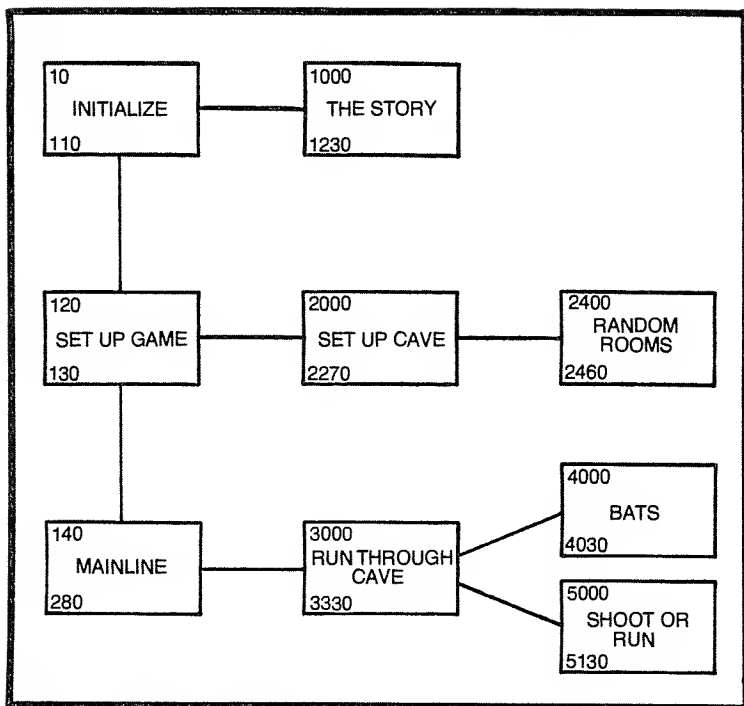 10
INITIALIZE
110
1000
THE STORY
1230
120
SET UP GAME
130
2000
SET UP CAVE
2270
2400
RANDOM
ROOMS
2460
140
MAINLINE
280
3000
RUN THROUGH
CAVE
3330
4000
BATS
4030
5000
SHOOT OR
RUN
5130